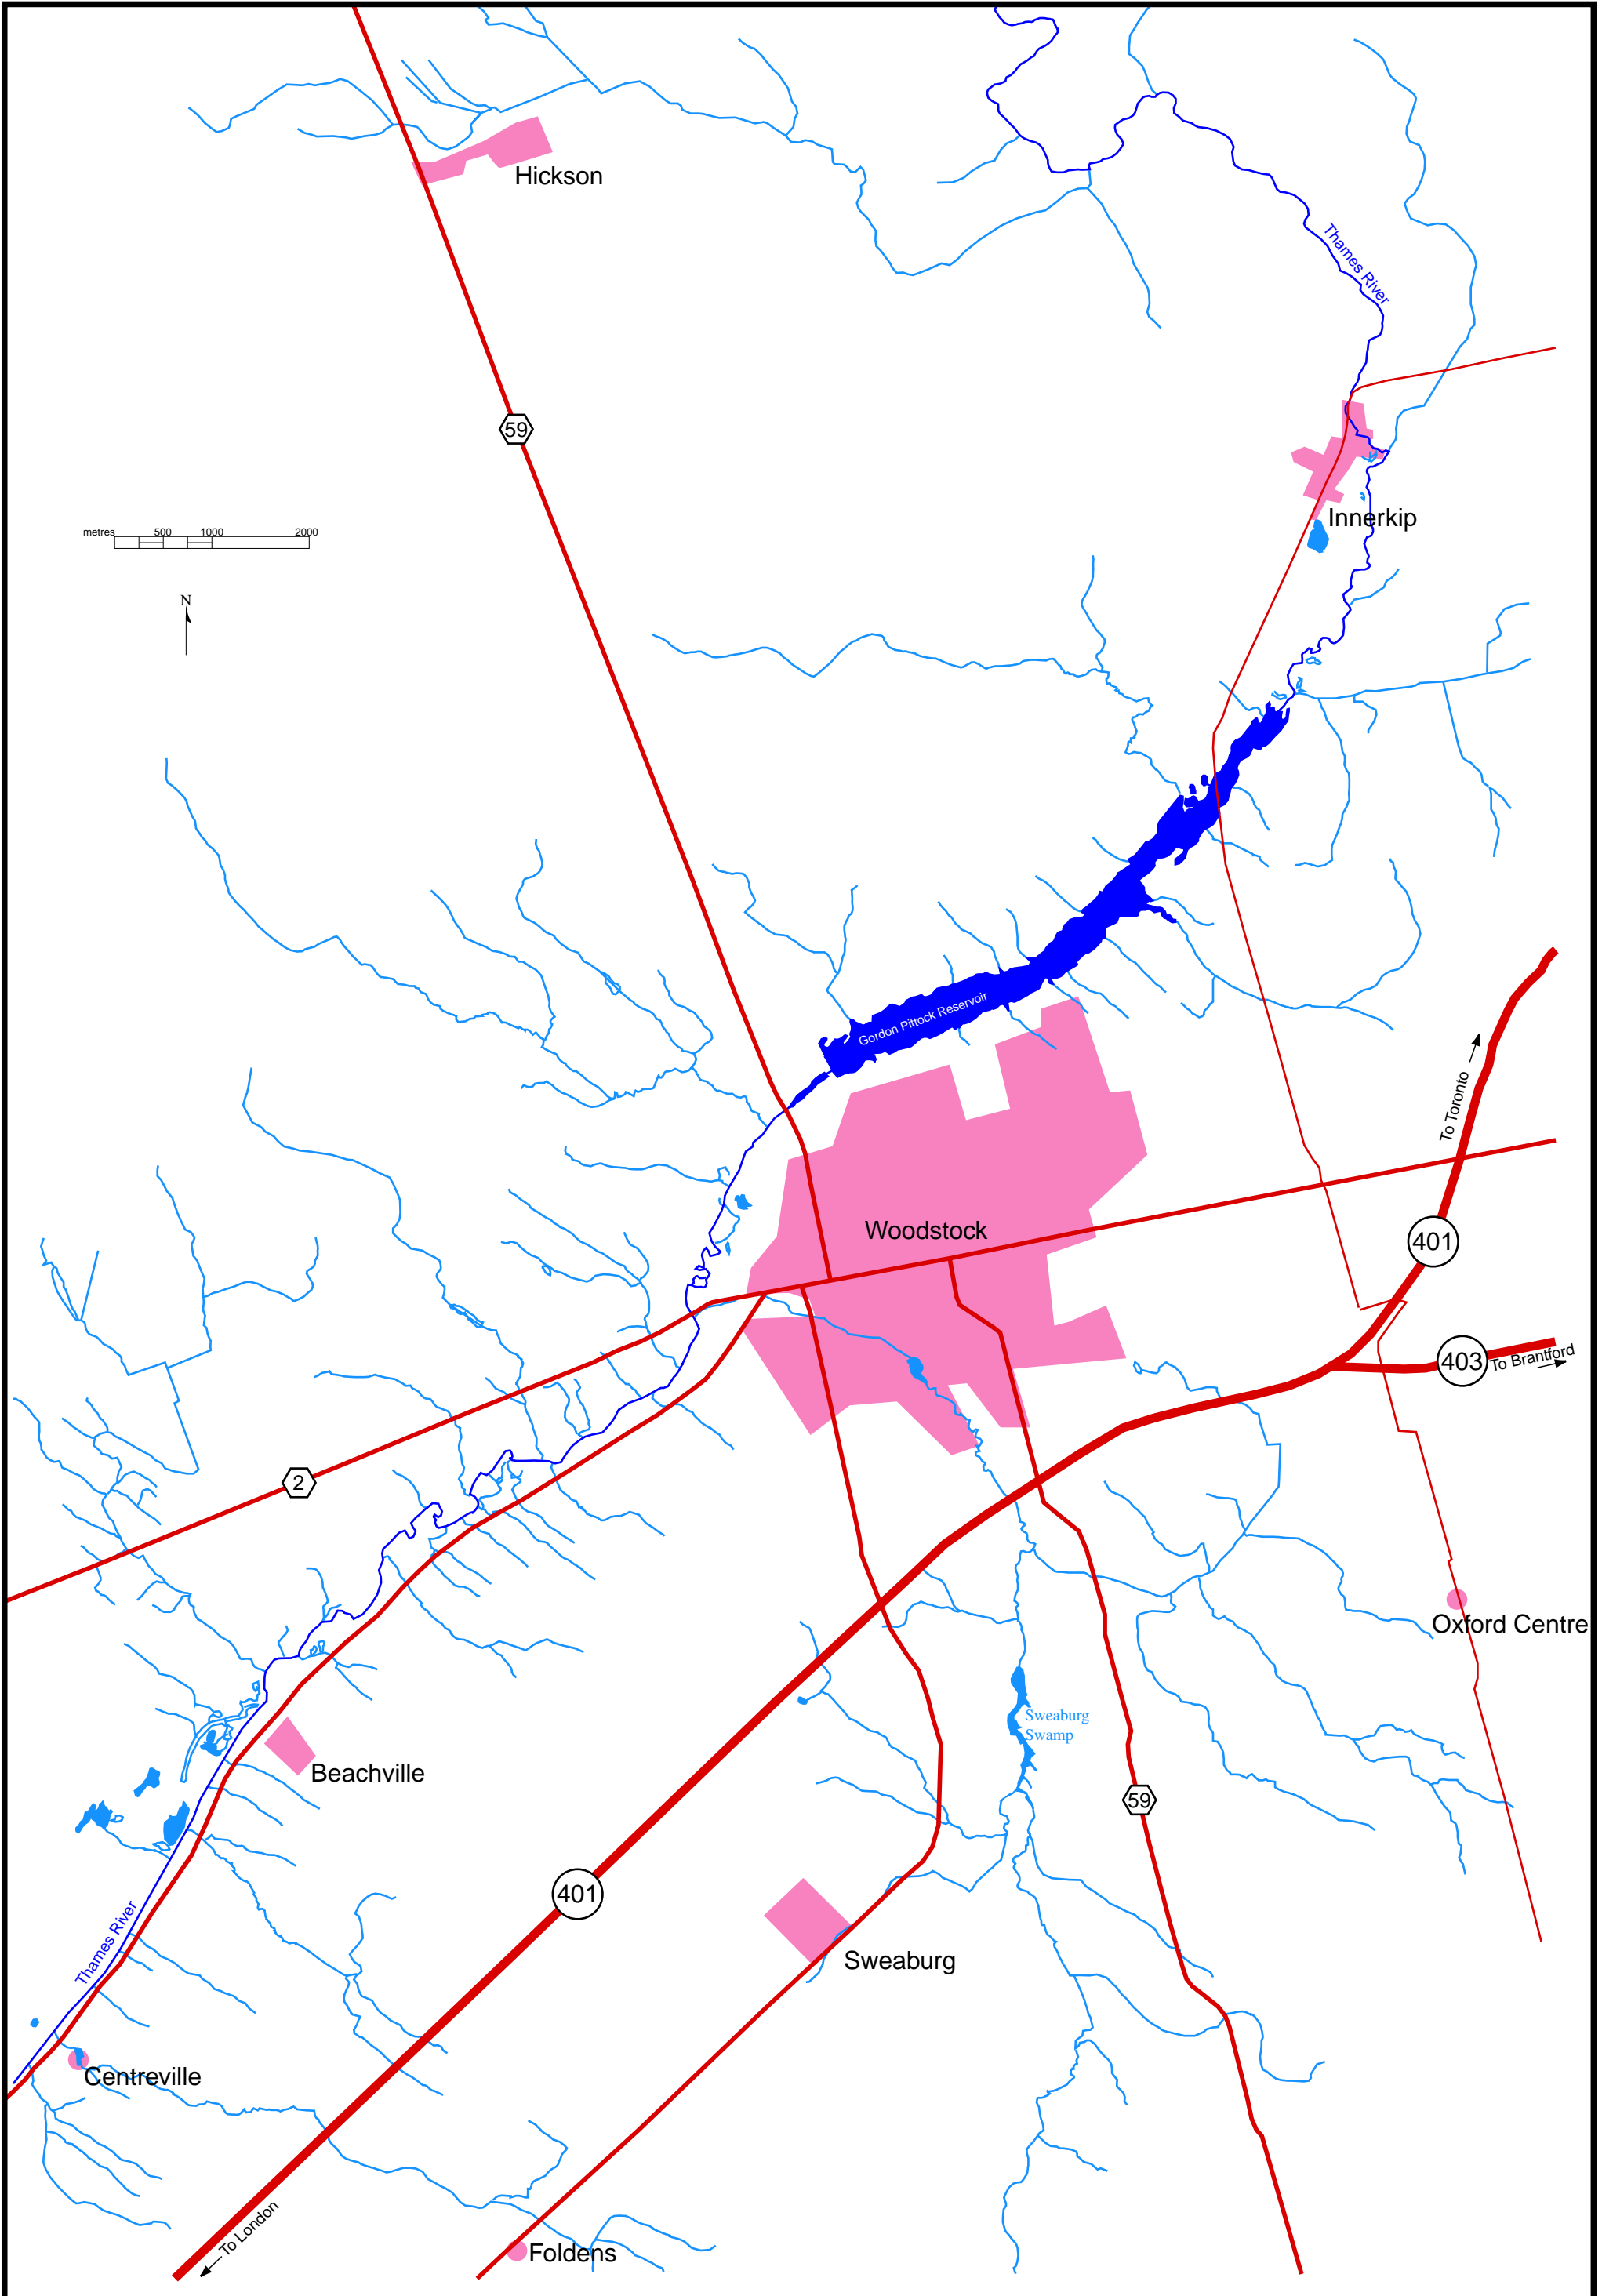 Hickson
Thames River
59
Innerkip
metres 500 1000 2000
N
Gordon Pittock Reservoir
To Toronto
Woodstock
401
403 To Brantford
2
Oxford Centre
Sweaburg
Swamp
Beachville
59
401
Thames River
Sweaburg
Centreville
To London
Foldens